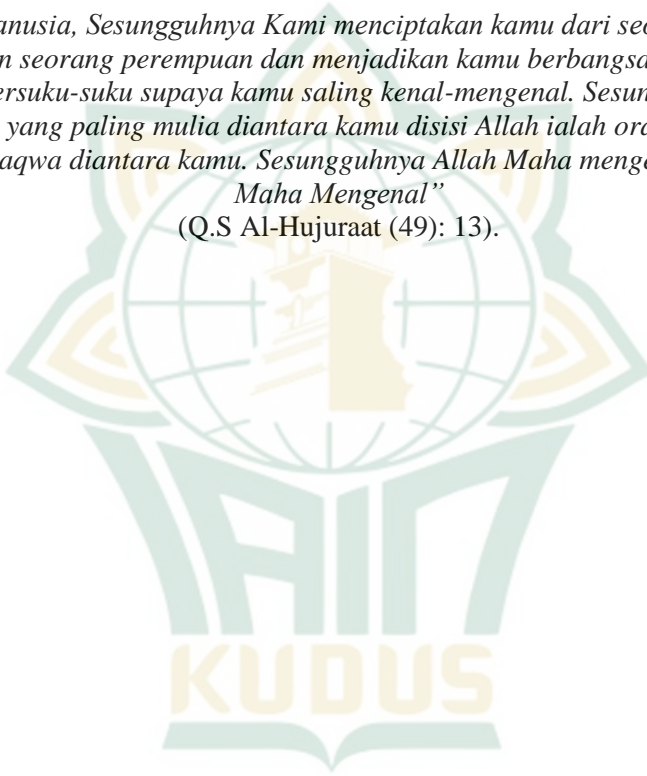 anusia, Sesungguhnya Kami menciptakan kamu dari seo
n seorang perempuan dan menjadikan kamu berbangsa
ersuku-suku supaya kamu saling kenal-mengenal. Sesun
yang paling mulia diantara kamu disisi Allah ialah ora
aqwa diantara kamu. Sesungguhnya Allah Maha menge
Maha Mengenal”
(Q.S Al-Hujuraat (49): 13).
IAIN
KUDUS